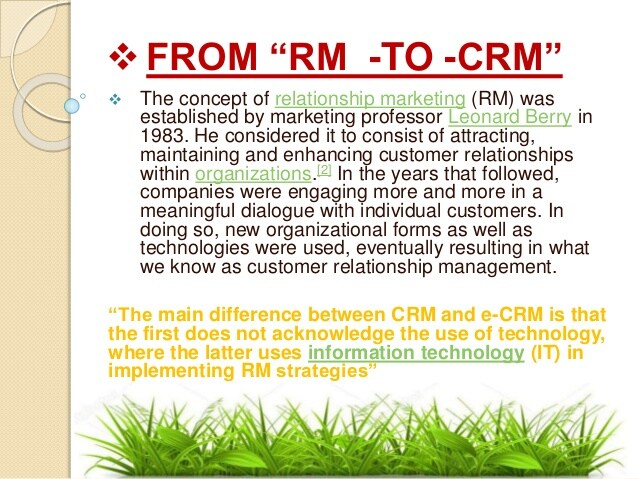 ❖ FROM “RM -TO -CRM”
❖ The concept of relationship marketing (RM) was
established by marketing professor Leonard Berry in
1983. He considered it to consist of attracting,
maintaining and enhancing customer relationships
within organizations.[2] In the years that followed,
companies were engaging more and more in a
meaningful dialogue with individual customers. In
doing so, new organizational forms as well as
technologies were used, eventually resulting in what
we know as customer relationship management.
“The main difference between CRM and e-CRM is that
the first does not acknowledge the use of technology,
where the latter uses information technology (IT) in
implementing RM strategies”